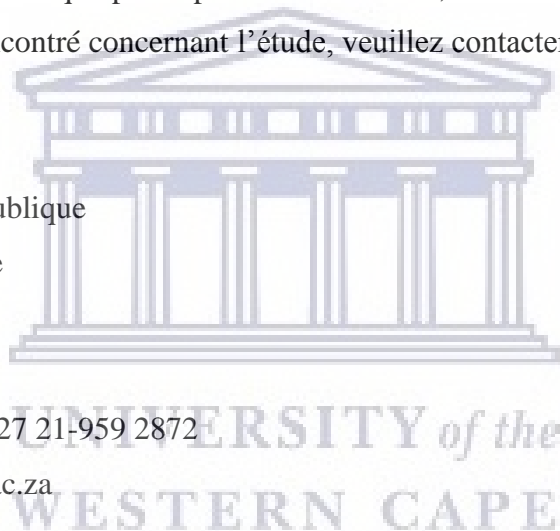 contré concernant l’étude, veuillez contacter
ublique
27 21-959 2872
c.za
UNIVERSITY of the
WESTERN CAPE